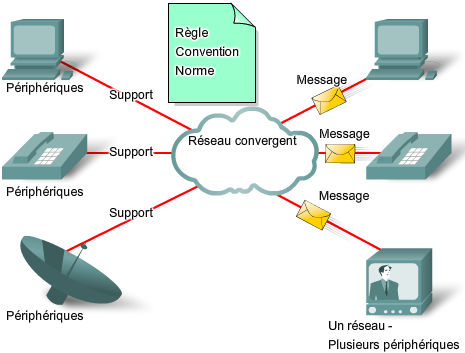 Règle
Convention
Norme
Périphériques
Support
Message
Réseau convergent
Support
Message
Périphériques
Support
Message
Périphériques
Un réseau -
Plusieurs périphériques